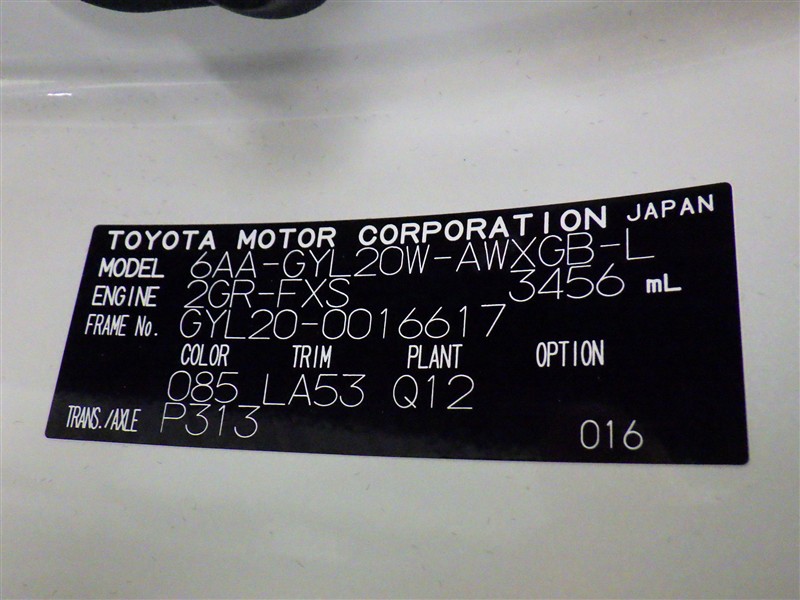 TOYOTA MOTOR CORPORATION JAPAN
MODEL 6AA-GYL20W-AWXGB-L
ENGINE 2GR-FXS 3456 mL
FRAME No. GYL20-0016617
COLOR TRIM PLANT OPTION
085 LA53 Q12
TRANS./AXLE P313 016